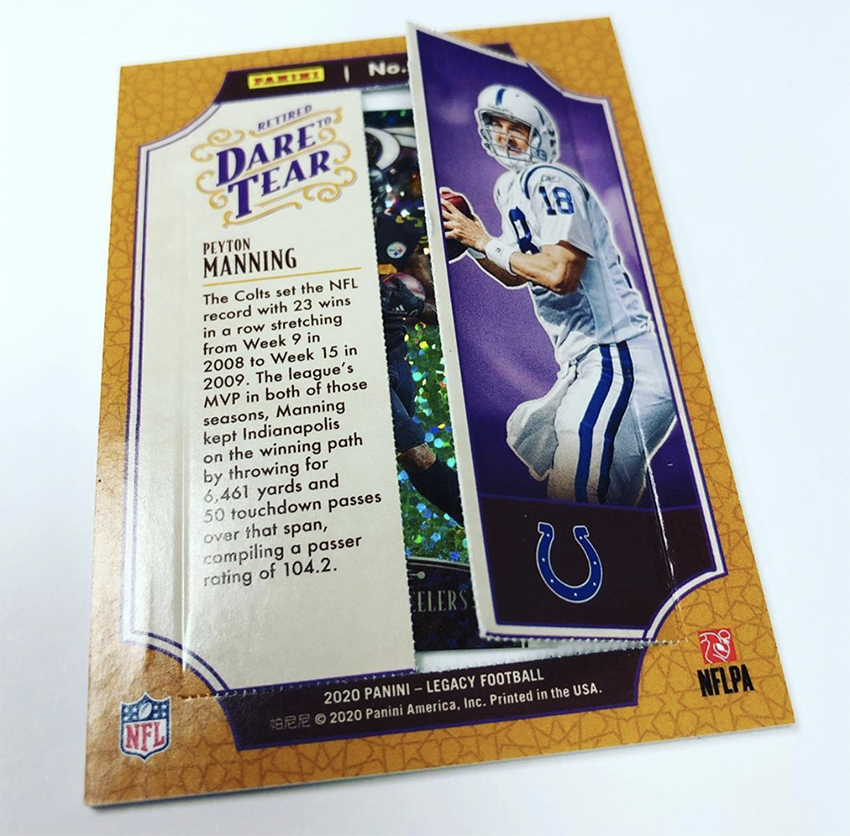 PANINI | No.
RETIRED
DARE TO
TEAR
PEYTON
MANNING
The Colts set the NFL
record with 23 wins
in a row stretching
from Week 9 in
2008 to Week 15 in
2009. The league's
MVP in both of those
seasons, Manning
kept Indianapolis
on the winning path
by throwing for
6,461 yards and
50 touchdown passes
over that span,
compiling a passer
rating of 104.2.
18
8
EELERS
2020 PANINI – LEGACY FOOTBALL
帕尼尼 © 2020 Panini America, Inc. Printed in the USA.
NFL
NFLPA